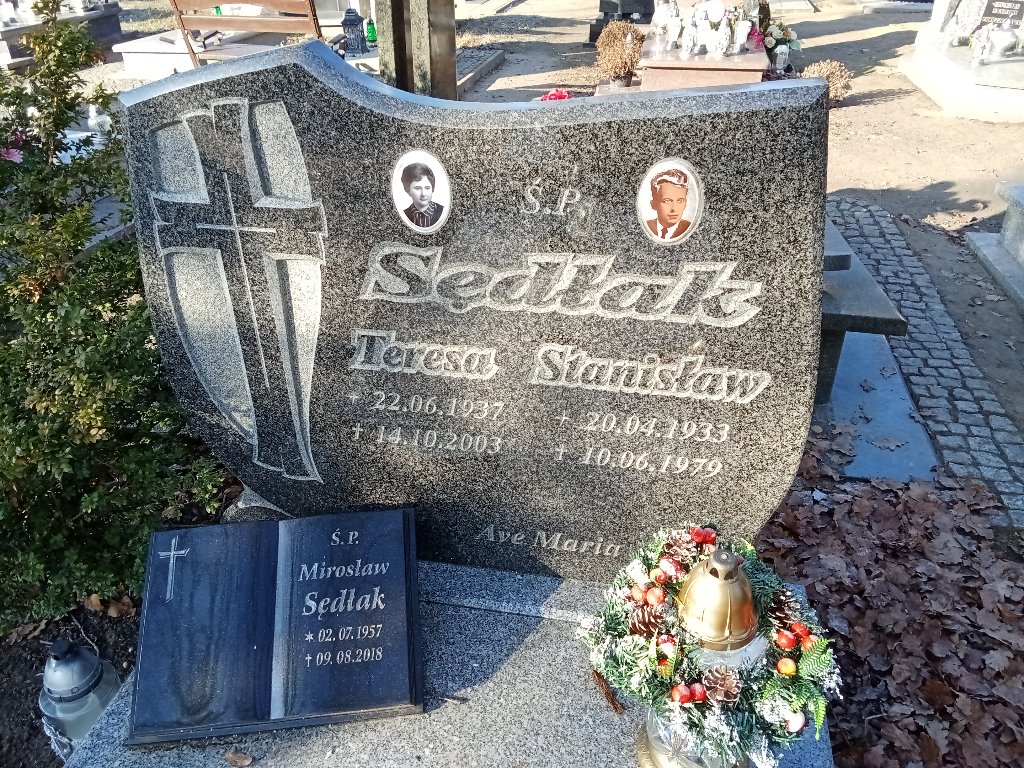 Ś.P.
Sędłak
Teresa
* 22.06.1937
† 14.10.2003
Stanisław
* 20.04.1933
† 10.06.1979
Ave Maria
Ś.P.
Mirosław
Sędłak
* 02.07.1957
† 09.08.2018